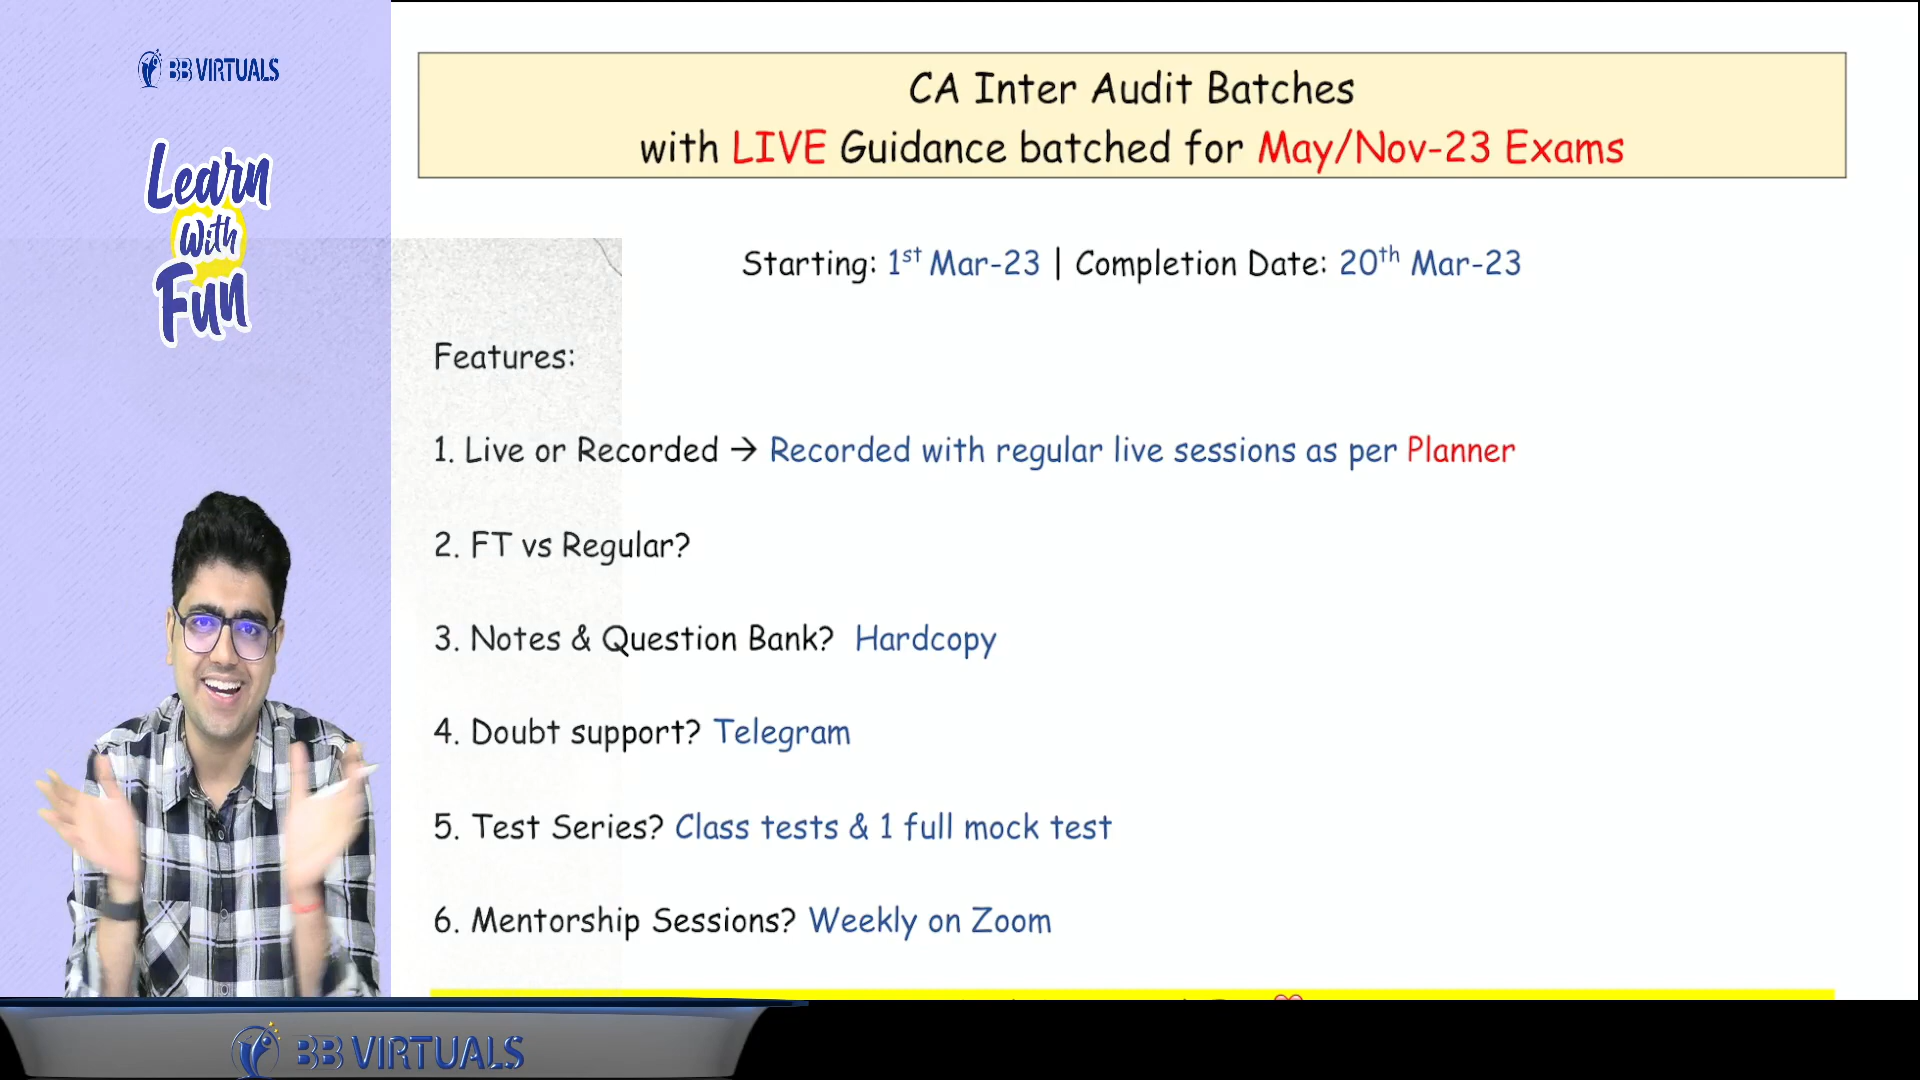 BB VIRTUALS
Learn
with
Fun
CA Inter Audit Batches
with LIVE Guidance batched for May/Nov-23 Exams
Starting: 1st Mar-23 | Completion Date: 20th Mar-23
Features:
1. Live or Recorded → Recorded with regular live sessions as per Planner
2. FT vs Regular?
3. Notes & Question Bank? Hardcopy
4. Doubt support? Telegram
5. Test Series? Class tests & 1 full mock test
6. Mentorship Sessions? Weekly on Zoom
BB VIRTUALS